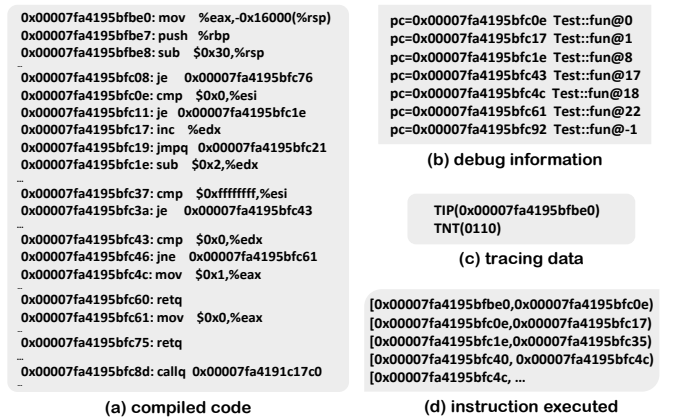 0x00007fa4195bfbe0: mov %eax,-0x16000(%rsp)
0x00007fa4195bfbe7: push %rbp
0x00007fa4195bfbe8: sub $0x30,%rsp
...
0x00007fa4195bfc08: je 0x00007fa4195bfc76
0x00007fa4195bfc0e: cmp $0x0,%esi
0x00007fa4195bfc11: je 0x00007fa4195bfc1e
0x00007fa4195bfc17: inc %edx
0x00007fa4195bfc19: jmpq 0x00007fa4195bfc21
0x00007fa4195bfc1e: sub $0x2,%edx
...
0x00007fa4195bfc37: cmp $0xffffffff,%esi
0x00007fa4195bfc3a: je 0x00007fa4195bfc43
...
0x00007fa4195bfc43: cmp $0x0,%edx
0x00007fa4195bfc46: jne 0x00007fa4195bfc61
0x00007fa4195bfc4c: mov $0x1,%eax
...
0x00007fa4195bfc60: retq
0x00007fa4195bfc61: mov $0x0,%eax
...
0x00007fa4195bfc75: retq
...
0x00007fa4195bfc8d: callq 0x00007fa4191c17c0
...
(a) compiled code
pc=0x00007fa4195bfc0e Test::fun@0
pc=0x00007fa4195bfc17 Test::fun@1
pc=0x00007fa4195bfc1e Test::fun@8
pc=0x00007fa4195bfc43 Test::fun@17
pc=0x00007fa4195bfc4c Test::fun@18
pc=0x00007fa4195bfc61 Test::fun@22
pc=0x00007fa4195bfc92 Test::fun@-1
(b) debug information
TIP(0x00007fa4195bfbe0)
TNT(0110)
(c) tracing data
[0x00007fa4195bfbe0,0x00007fa4195bfc0e)
[0x00007fa4195bfc0e,0x00007fa4195bfc17)
[0x00007fa4195bfc1e,0x00007fa4195bfc35)
[0x00007fa4195bfc40, 0x00007fa4195bfc4c)
[0x00007fa4195bfc4c, ...
(d) instruction executed